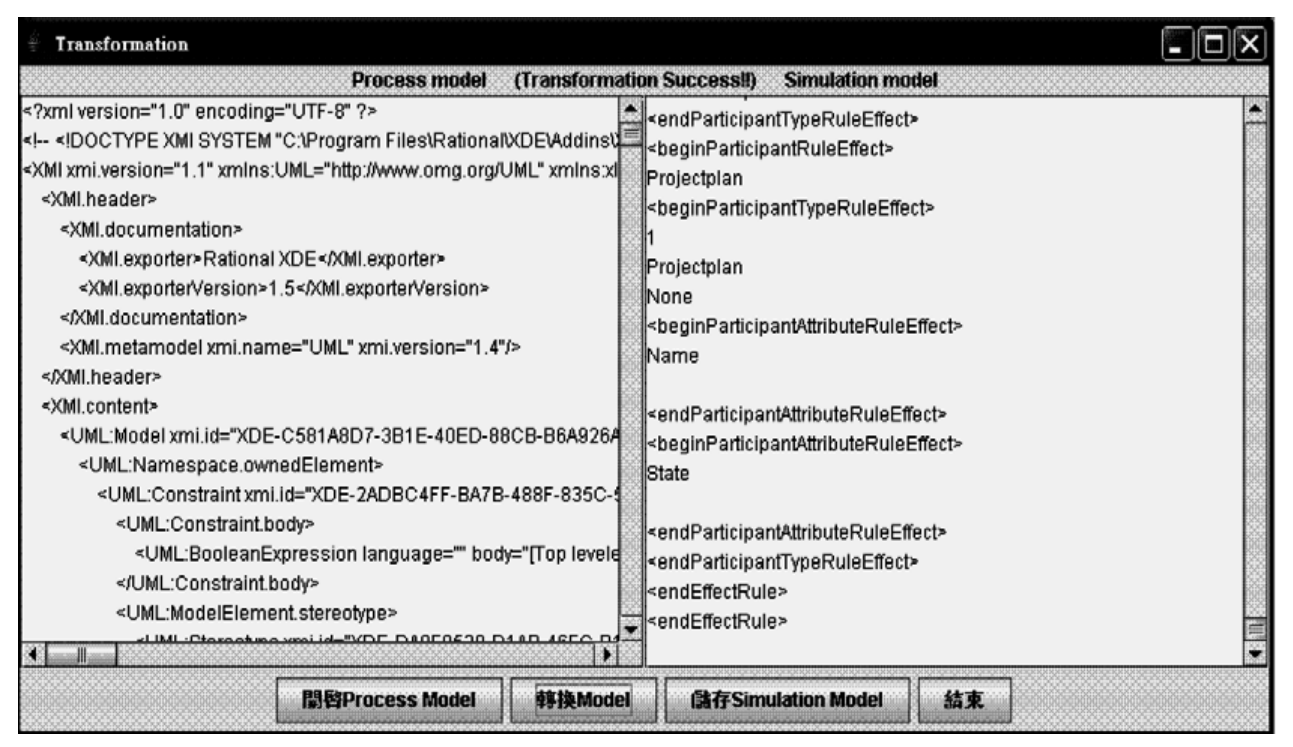 Transformation
Process model (Transformation Success!!) Simulation model
<?xml version="1.0" encoding="UTF-8" ?>
<!-- <!DOCTYPE XMI SYSTEM "C:\Program Files\Rational\XDE\Addins\
<XMI xmi.version="1.1" xmlns:UML="http://www.omg.org/UML" xmlns:xl
<XMI.header>
<XMI.documentation>
<XMI.exporter>Rational XDE</XMI.exporter>
<XMI.exporterVersion>1.5</XMI.exporterVersion>
</XMI.documentation>
<XMI.metamodel xmi.name="UML" xmi.version="1.4"/>
</XMI.header>
<XMI.content>
<UML:Model xmi.id="XDE-C581A8D7-3B1E-40ED-88CB-B6A926A
<UML:Namespace.ownedElement>
<UML:Constraint xmi.id="XDE-2ADBC4FF-BA7B-488F-835C-
<UML:Constraint.body>
<UML:BooleanExpression language="" body="[Top levele
</UML:Constraint.body>
<UML:ModelElement.stereotype>
<endParticipantTypeRuleEffect>
<beginParticipantRuleEffect>
Projectplan
<beginParticipantTypeRuleEffect>
1
Projectplan
None
<beginParticipantAttributeRuleEffect>
Name
<endParticipantAttributeRuleEffect>
<beginParticipantAttributeRuleEffect>
State
<endParticipantAttributeRuleEffect>
<endParticipantTypeRuleEffect>
<endEffectRule>
<endEffectRule>
開啓Process Model 轉換Model 儲存Simulation Model 結束